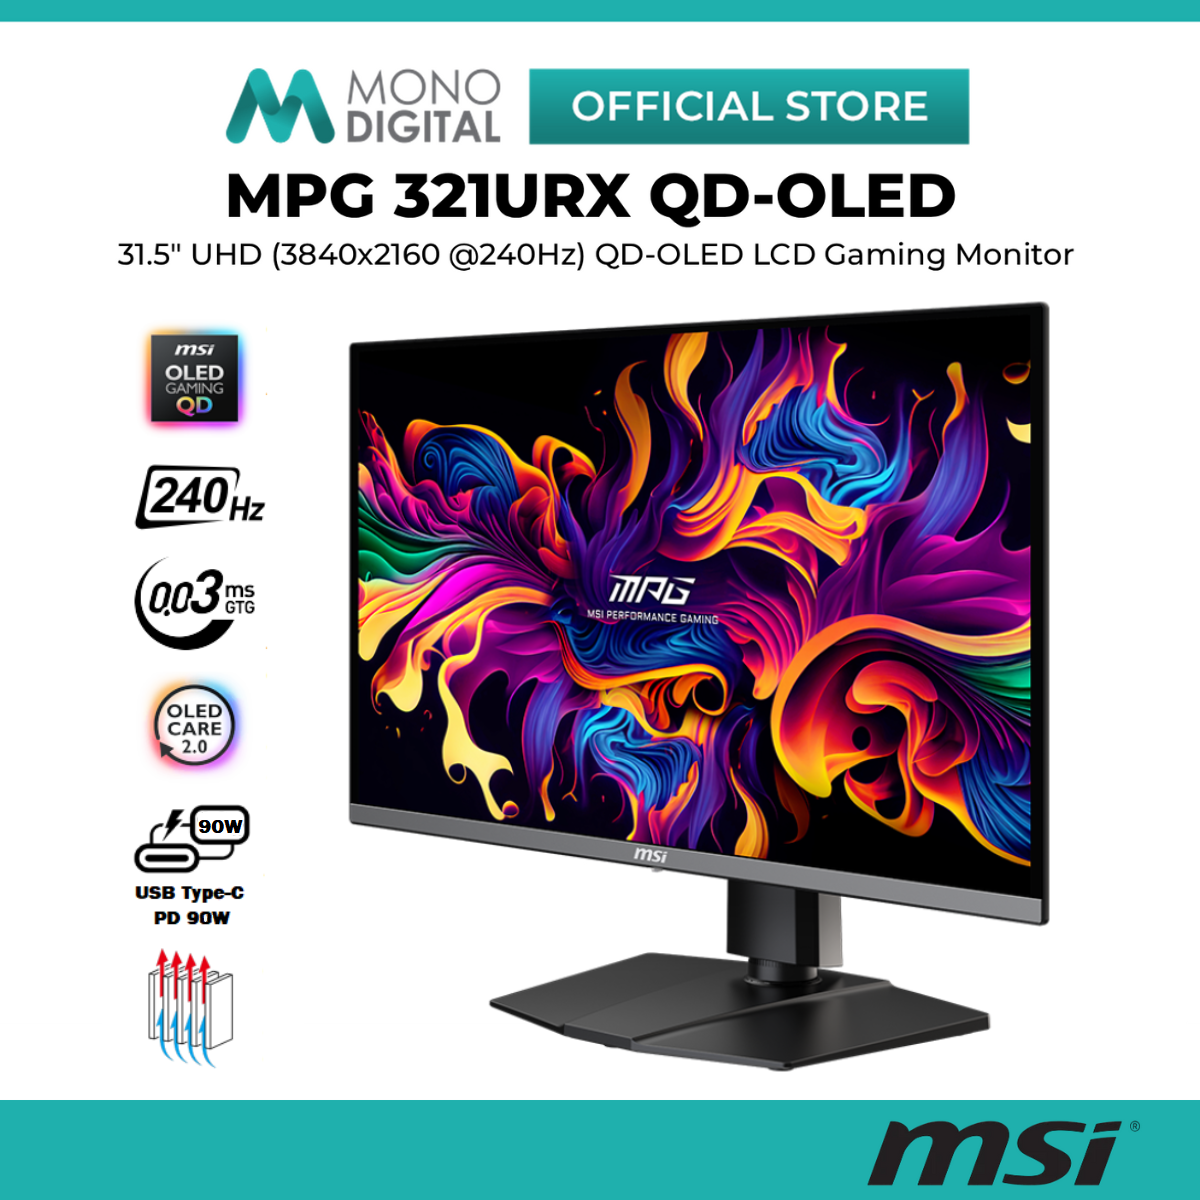 MONO
DIGITAL
OFFICIAL STORE
MPG 321URX QD-OLED
31.5" UHD (3840x2160 @240Hz) QD-OLED LCD Gaming Monitor
msi
OLED
GAMING
QD
240Hz
0.03 ms
GTG
OLED
CARE
2.0
90W
USB Type-C
PD 90W
MPG
MSI PERFORMANCE GAMING
msi
msi®